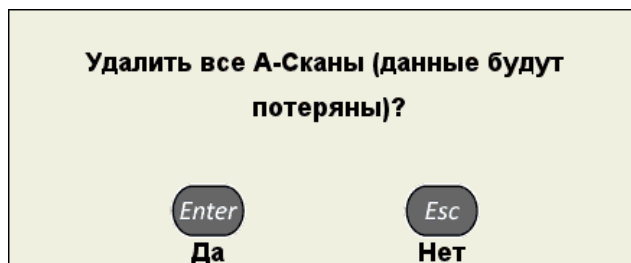 Удалить все А-Сканы (данные будут
потеряны)?
Enter Esc
Да Нет